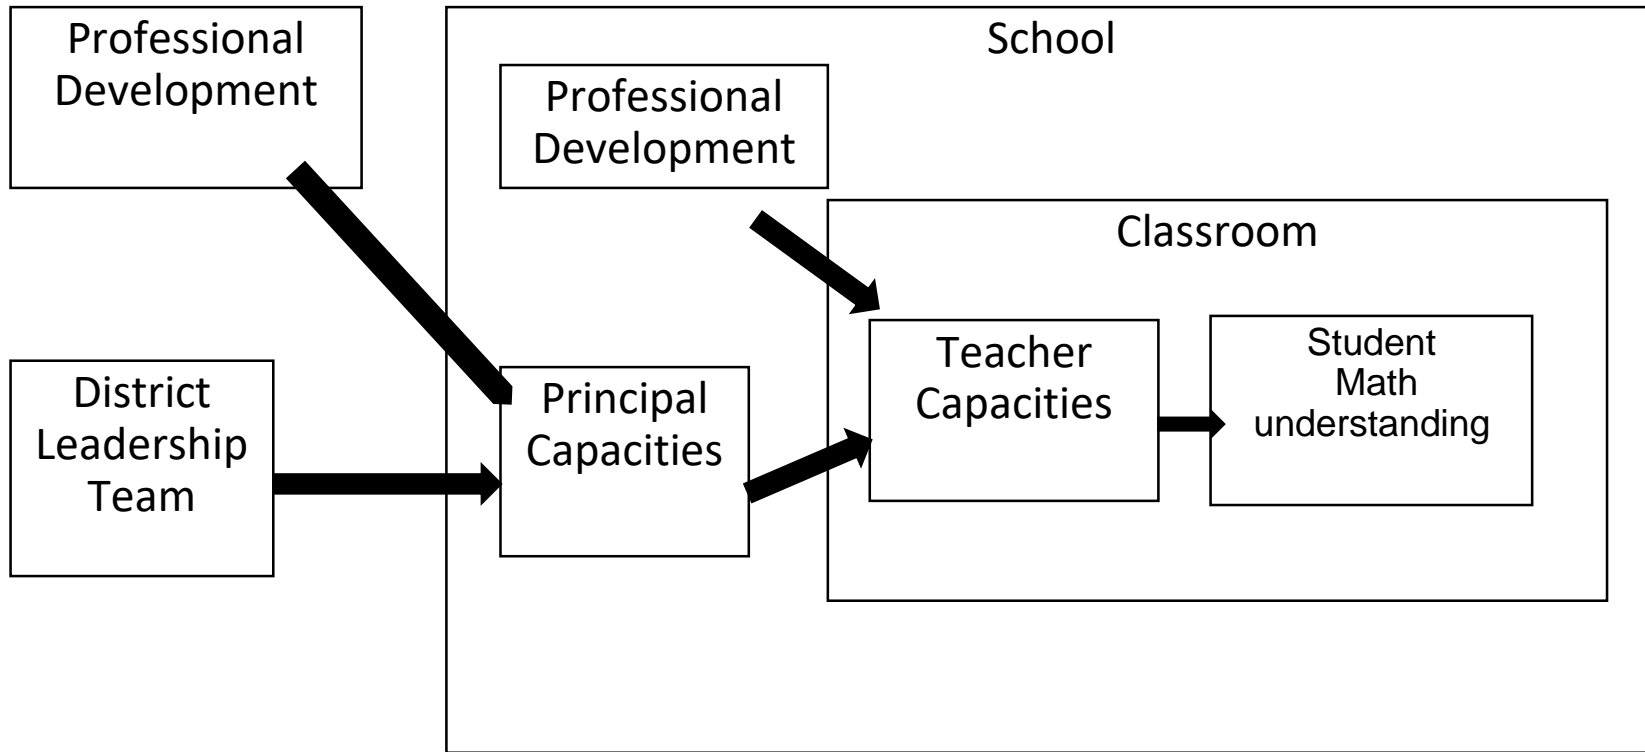 Professional
Development
School
Professional
Development
Classroom
District
Leadership
Team
Principal
Capacities
Teacher
Capacities
Student
Math
understanding